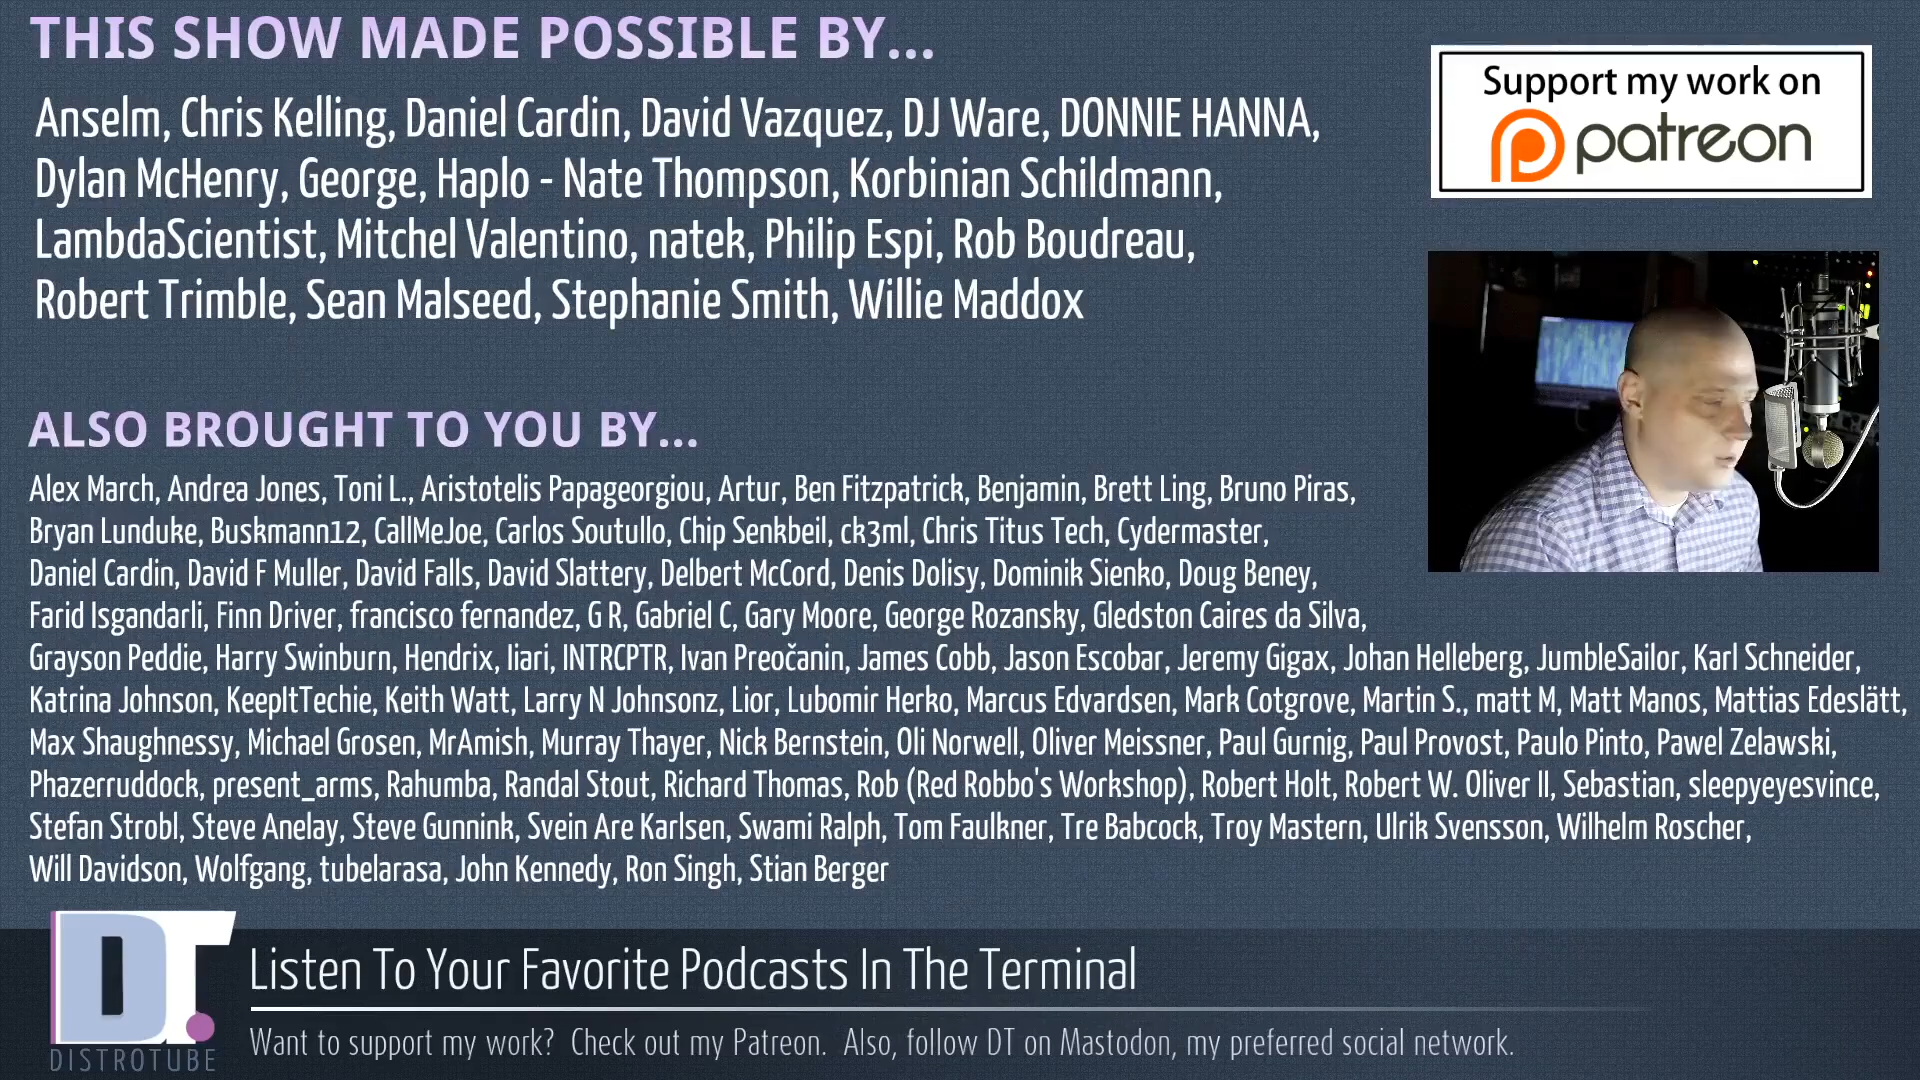 THIS SHOW MADE POSSIBLE BY...
Anselm, Chris Kelling, Daniel Cardin, David Vazquez, DJ Ware, DONNIE HANNA,
Dylan McHenry, George, Haplo - Nate Thompson, Korbinian Schildmann,
LambdaScientist, Mitchel Valentino, natek, Philip Espi, Rob Boudreau,
Robert Trimble, Sean Malseed, Stephanie Smith, Willie Maddox
Support my work on
patreon
ALSO BROUGHT TO YOU BY...
Alex March, Andrea Jones, Toni L., Aristotelis Papageorgiou, Artur, Ben Fitzpatrick, Benjamin, Brett Ling, Bruno Piras,
Bryan Lunduke, Buskmann12, CallMeJoe, Carlos Soutullo, Chip Senkbeil, ck3ml, Chris Titus Tech, Cydermaster,
Daniel Cardin, David F Muller, David Falls, David Slattery, Delbert McCord, Denis Dolisy, Dominik Sienko, Doug Beney,
Farid Isgandarli, Finn Driver, francisco fernandez, G R, Gabriel C, Gary Moore, George Rozansky, Gledston Caires da Silva,
Grayson Peddie, Harry Swinburn, Hendrix, Iiari, INTRCPTR, Ivan Preočanin, James Cobb, Jason Escobar, Jeremy Gigax, Johan Helleberg, JumbleSailor, Karl Schneider,
Katrina Johnson, KeepItTechie, Keith Watt, Larry N Johnsonz, Lior, Lubomir Herko, Marcus Edvardsen, Mark Cotgrove, Martin S., matt M, Matt Manos, Mattias Edeslätt,
Max Shaughnessy, Michael Grosen, MrAmish, Murray Thayer, Nick Bernstein, Oli Norwell, Oliver Meissner, Paul Gurnig, Paul Provost, Paulo Pinto, Pawel Zelawski,
Phazerruddock, present_arms, Rahumba, Randal Stout, Richard Thomas, Rob (Red Robbo's Workshop), Robert Holt, Robert W. Oliver II, Sebastian, sleepyeyesvince,
Stefan Strobl, Steve Anelay, Steve Gunnink, Svein Are Karlsen, Swami Ralph, Tom Faulkner, Tre Babcock, Troy Mastern, Ulrik Svensson, Wilhelm Roscher,
Will Davidson, Wolfgang, tubelarasa, John Kennedy, Ron Singh, Stian Berger
DT
DISTROTUBE
Listen To Your Favorite Podcasts In The Terminal
Want to support my work? Check out my Patreon. Also, follow DT on Mastodon, my preferred social network.